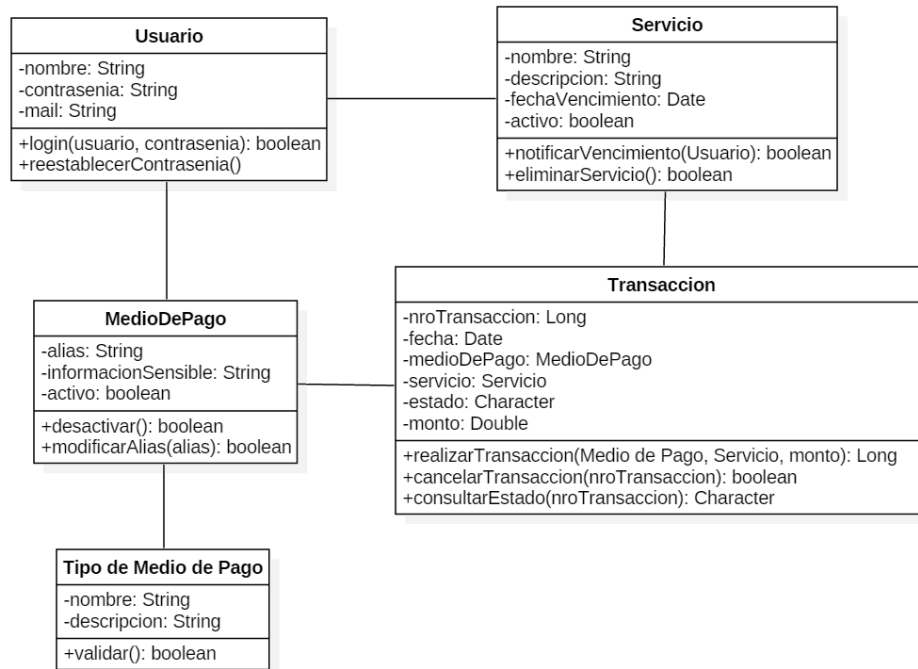 Usuario
-nombre: String
-contrasenia: String
-mail: String
+login(usuario, contrasenia): boolean
+reestablecerContrasenia()
Servicio
-nombre: String
-descripcion: String
-fechaVencimiento: Date
-activo: boolean
+notificarVencimiento(Usuario): boolean
+eliminarServicio(): boolean
MedioDePago
-alias: String
-informacionSensible: String
-activo: boolean
+desactivar(): boolean
+modificarAlias(alias): boolean
Transaccion
-nroTransaccion: Long
-fecha: Date
-medioDePago: MedioDePago
-servicio: Servicio
-estado: Character
-monto: Double
+realizarTransaccion(Medio de Pago, Servicio, monto): Long
+cancelarTransaccion(nroTransaccion): boolean
+consultarEstado(nroTransaccion): Character
Tipo de Medio de Pago
-nombre: String
-descripcion: String
+validar(): boolean